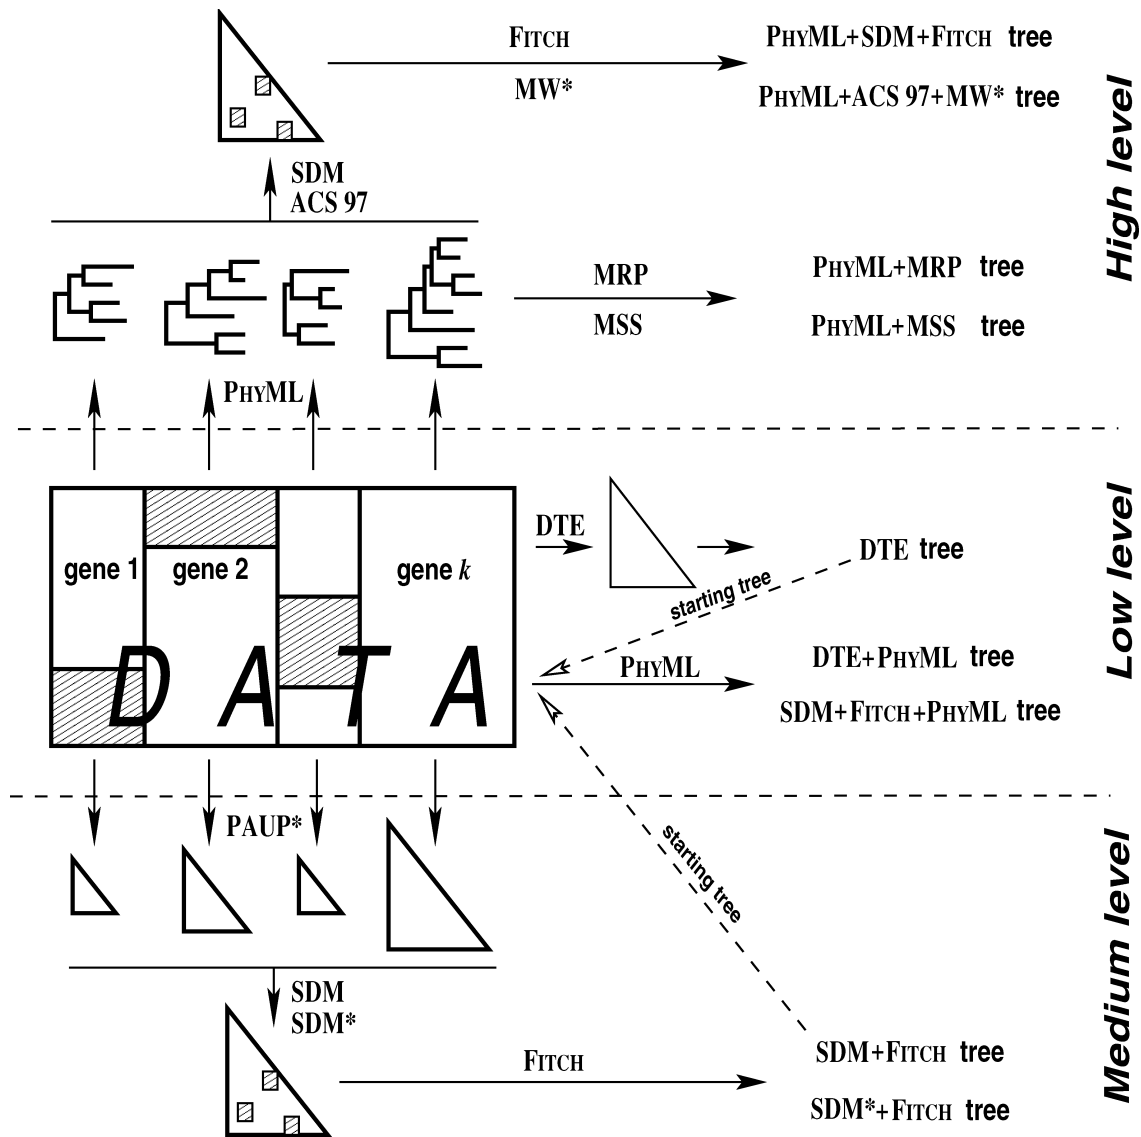 FITCH
MW*
PHYML+SDM+FITCH tree
PHYML+ACS 97+MW* tree
SDM
ACS 97
MRP
MSS
PHYML+MRP tree
PHYML+MSS tree
PHYML
High level
gene 1
gene 2
gene k
DATA
DTE
DTE tree
starting tree
PHYML
DTE+PHYML tree
SDM+FITCH+PHYML tree
Low level
PAUP*
starting tree
SDM
SDM*
FITCH
SDM+FITCH tree
SDM*+FITCH tree
Medium level